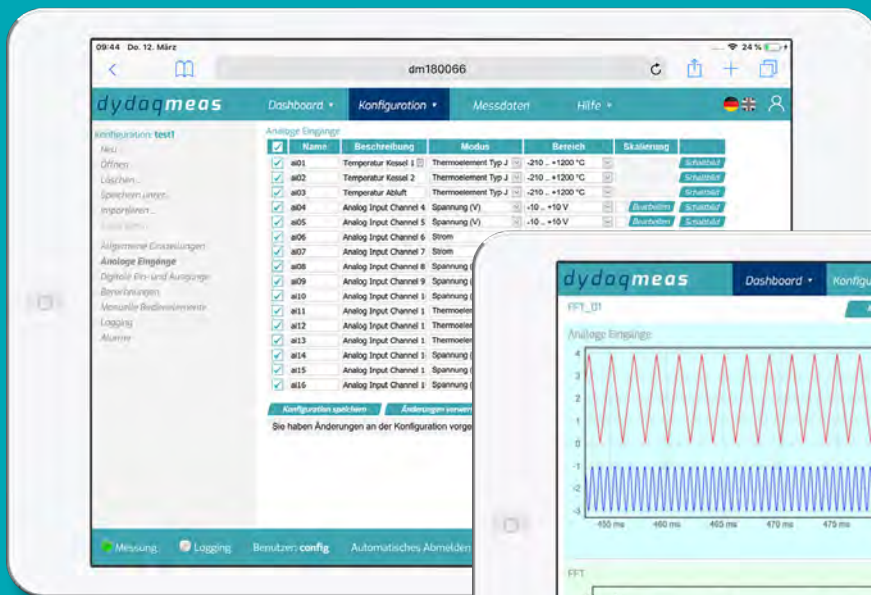 09:44 Do. 12. März
24 %
dm180066
dydaqmeas
Dashboard
Konfiguration
Messdaten
Hilfe
Konfiguration: test1
Neu...
Öffnen...
Löschen...
Speichern unter...
Importieren...
Allgemeine Einstellungen
Analoge Eingänge
Digitale Ein- und Ausgänge
Berechnungen
Manuelle Bedienelemente
Logging
Alarme
Analoge Eingänge
Name Beschreibung Modus Bereich Skalierung
ai01 Temperatur Kessel 1 Thermoelement Typ J -210 .. +1200 °C Schaltbild
ai02 Temperatur Kessel 2 Thermoelement Typ J -210 .. +1200 °C Schaltbild
ai03 Temperatur Abluft Thermoelement Typ J -210 .. +1200 °C Schaltbild
ai04 Analog Input Channel 4 Spannung (V) -10 .. +10 V Bearbeiten Schaltbild
ai05 Analog Input Channel 5 Spannung (V) -10 .. +10 V Bearbeiten Schaltbild
ai06 Analog Input Channel 6 Strom
ai07 Analog Input Channel 7 Strom
ai08 Analog Input Channel 8 Spannung (
ai09 Analog Input Channel 9 Spannung (
ai10 Analog Input Channel 1 Spannung (
ai11 Analog Input Channel 1 Thermoelem
ai12 Analog Input Channel 1 Thermoelem
ai13 Analog Input Channel 1 Thermoelem
ai14 Analog Input Channel 1 Spannung (
ai15 Analog Input Channel 1 Spannung (
ai16 Analog Input Channel 1 Spannung (
Konfiguration speichern Änderungen verwer
Sie haben Änderungen an der Konfiguration vorge
Messung Logging Benutzer: config Automatisches Abmelden
dydaqmeas
Dashboard
Konfigu
FFT_01
Analoge Eingänge
4
3
2
1
0
-1
-2
-3
455 ms 460 ms 465 ms 470 ms 475 ms
FFT